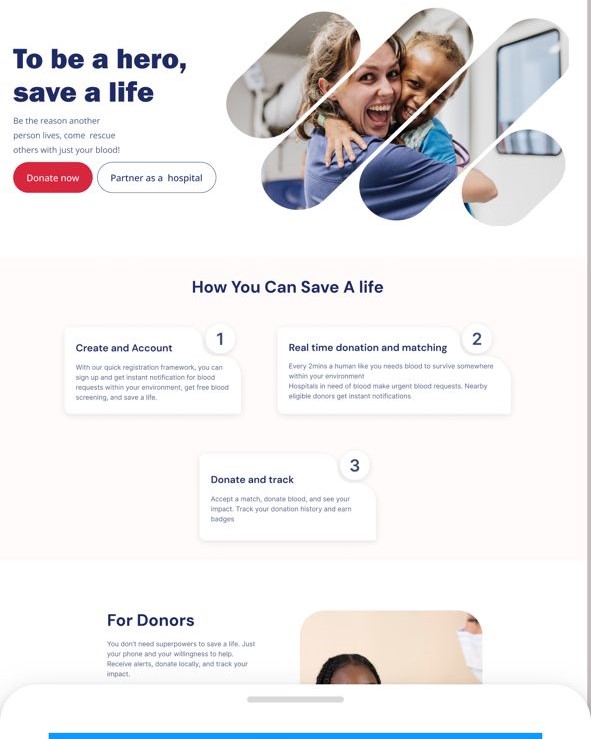 To be a hero,
save a life
Be the reason another
person lives, come rescue
others with just your blood!
Donate now
Partner as a hospital
How You Can Save A life
1
Create and Account
With our quick registration framework, you can
sign up and get instant notification for blood
requests within your environment, get free blood
screening, and save a life.
2
Real time donation and matching
Every 2mins a human like you needs blood to survive somewhere
within your environment
Hospitals in need of blood make urgent blood requests. Nearby
eligible donors get instant notifications
3
Donate and track
Accept a match, donate blood, and see your
impact. Track your donation history and earn
badges
For Donors
You don't need superpowers to save a life. Just
your phone and your willingness to help.
Receive alerts, donate locally, and track your
impact.